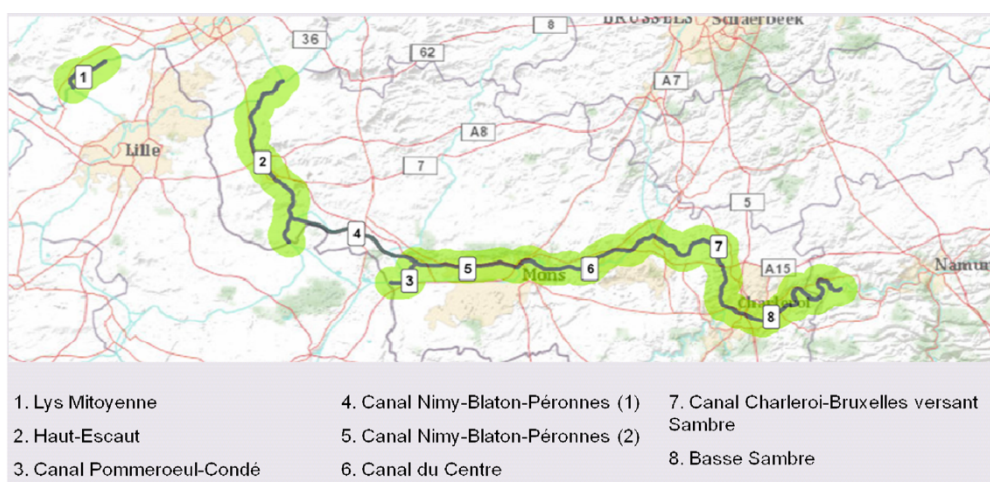 BRUSSELS Schaerbeek
8
36
62
1
A7
A8
Lille
2
7
5
4
7
A15
Namur
3
5
Mons
6
Charleroi
8
1. Lys Mitoyenne
2. Haut-Escaut
3. Canal Pommeroeul-Condé
4. Canal Nimy-Blaton-Péronnes (1)
5. Canal Nimy-Blaton-Péronnes (2)
6. Canal du Centre
7. Canal Charleroi-Bruxelles versant
Sambre
8. Basse Sambre